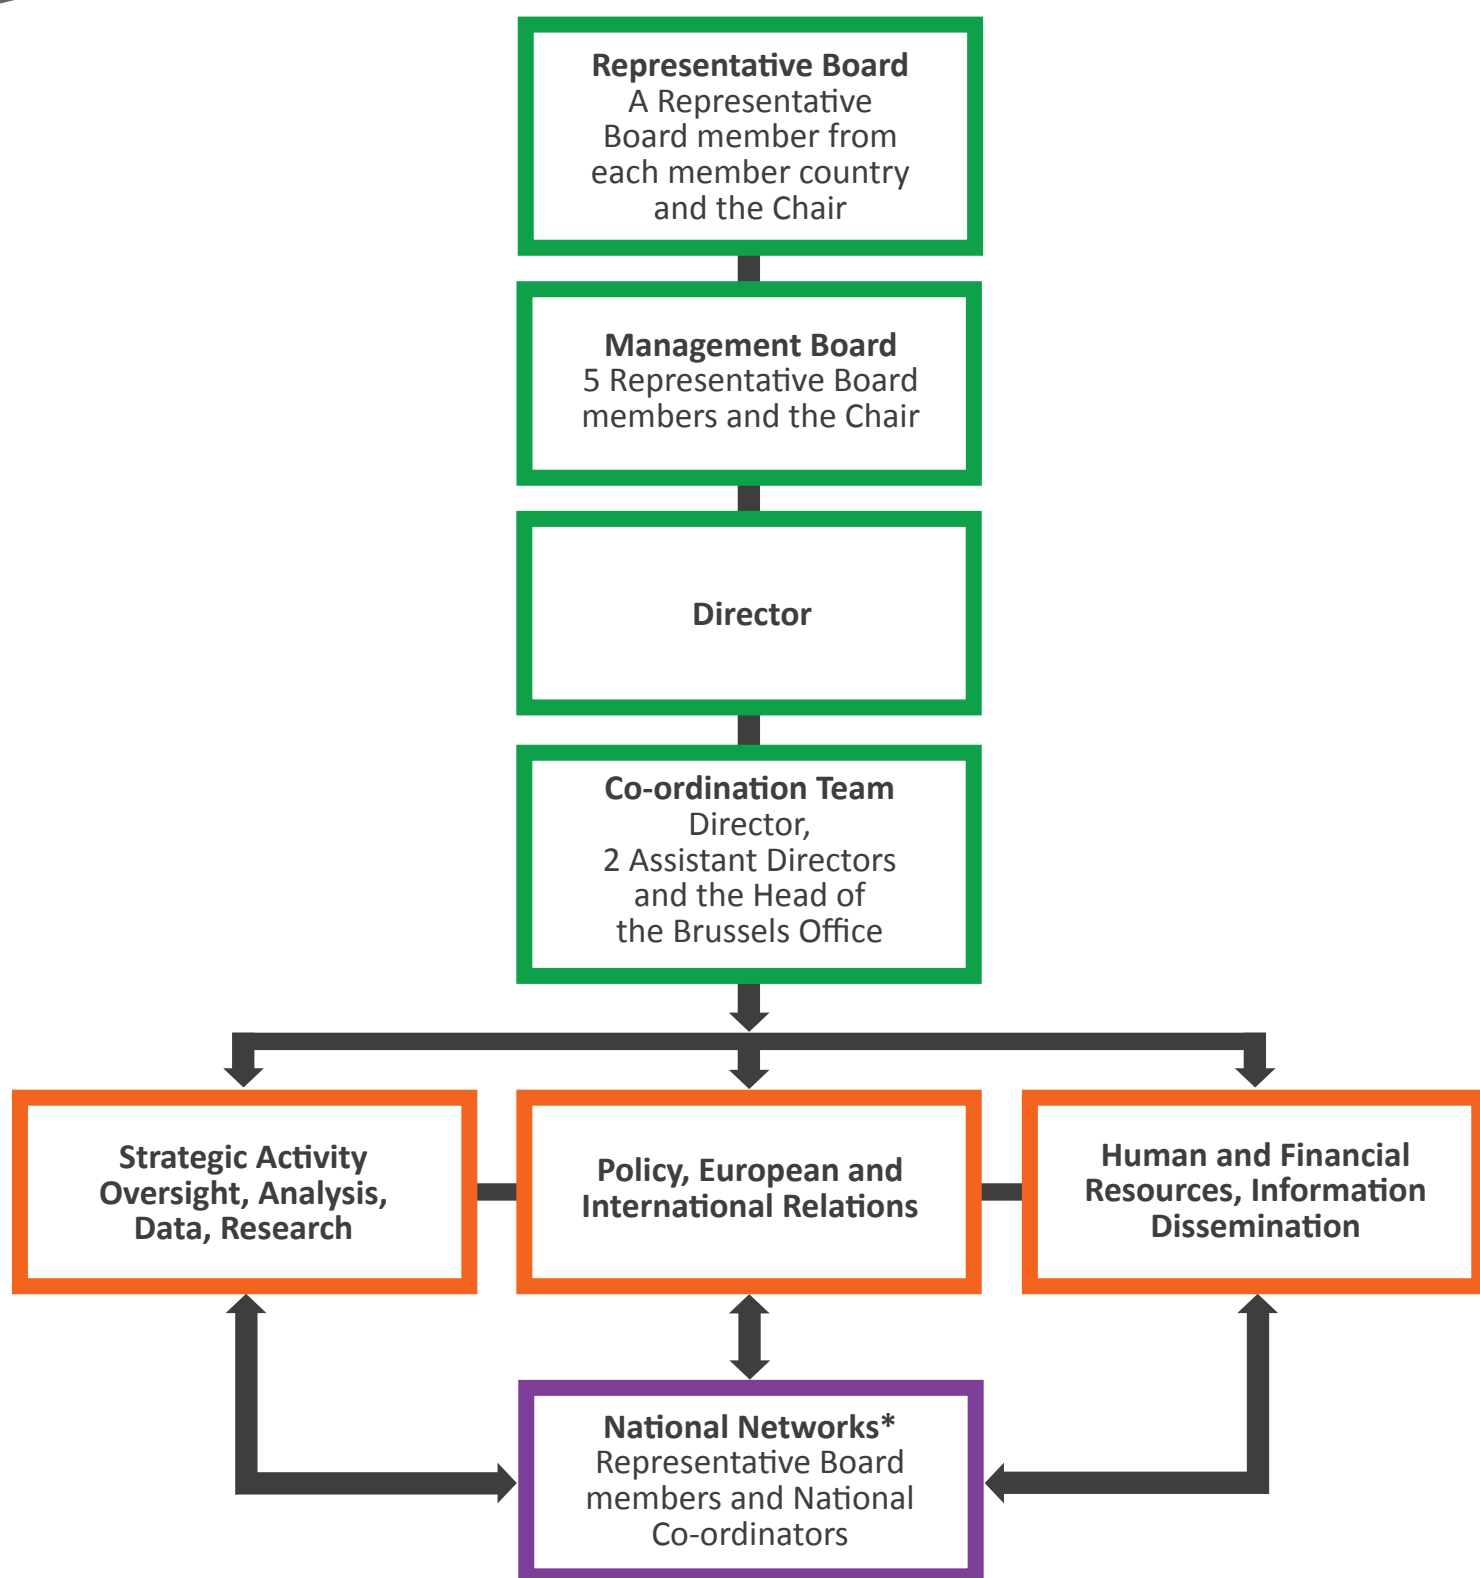 Representative Board
A Representative
Board member from
each member country
and the Chair
Management Board
5 Representative Board
members and the Chair
Director
Co-ordination Team
Director,
2 Assistant Directors
and the Head of
the Brussels Office
Strategic Activity
Oversight, Analysis,
Data, Research
Policy, European and
International Relations
Human and Financial
Resources, Information
Dissemination
National Networks*
Representative Board
members and National
Co-ordinators